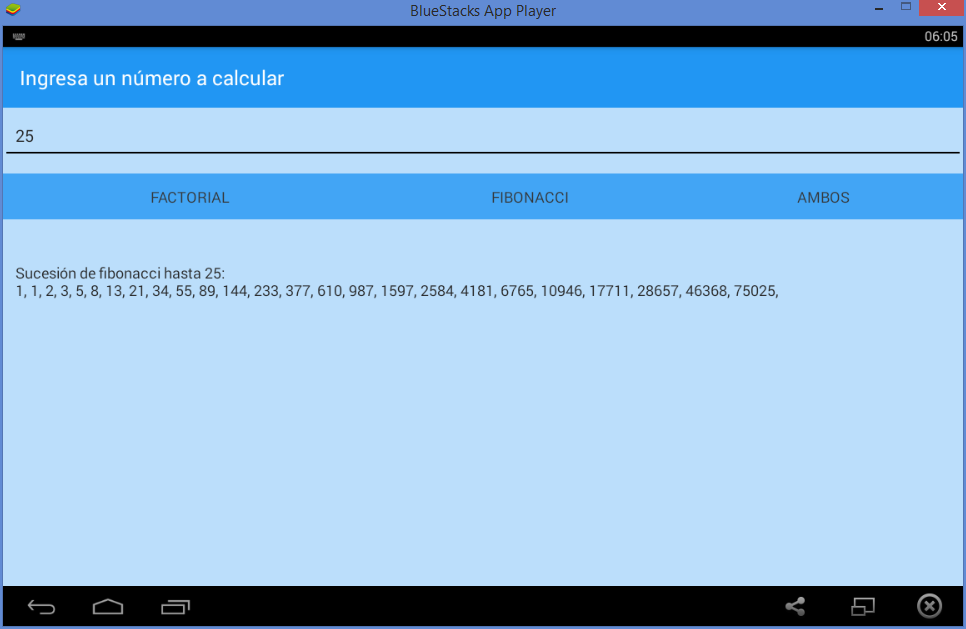 BlueStacks App Player
06:05
Ingresa un número a calcular
25
FACTORIAL FIBONACCI AMBOS
Sucesión de fibonacci hasta 25:
1, 1, 2, 3, 5, 8, 13, 21, 34, 55, 89, 144, 233, 377, 610, 987, 1597, 2584, 4181, 6765, 10946, 17711, 28657, 46368, 75025,